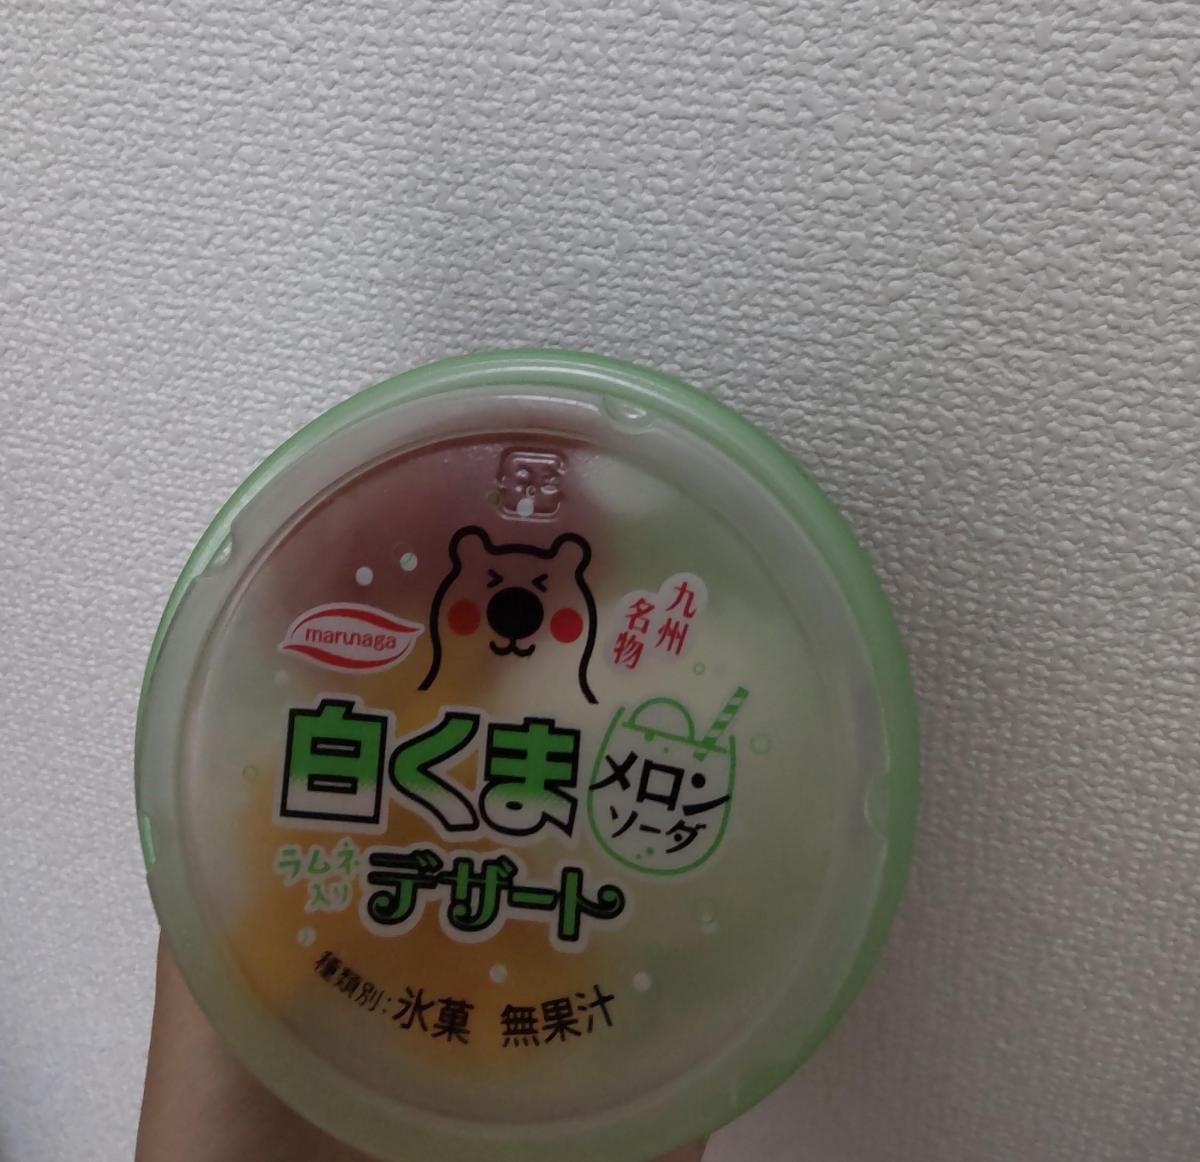 marunaga
九州
名物
白くま
メロン
ソーダ
ラムネ
入り
デザート
種類別:氷菓 無果汁